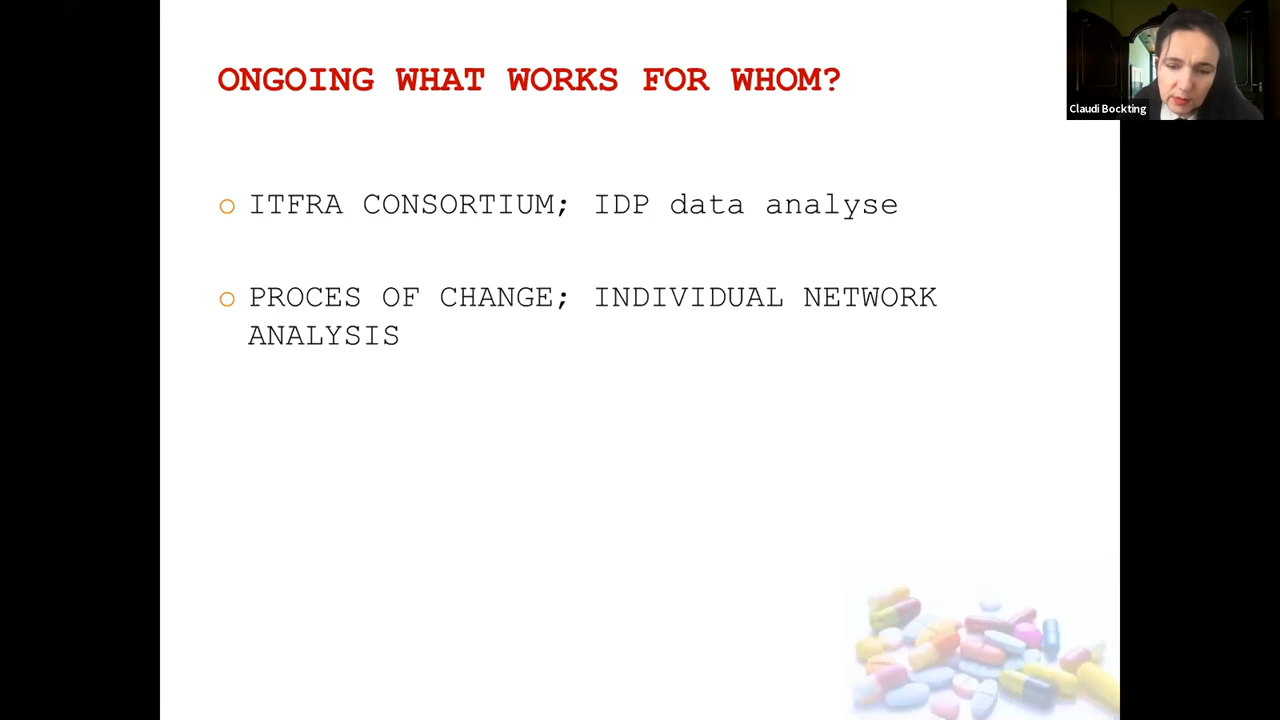 ONGOING WHAT WORKS FOR WHOM?
Claudi Bockting
ITFRA CONSORTIUM; IDP data analyse
PROCES OF CHANGE; INDIVIDUAL NETWORK
ANALYSIS